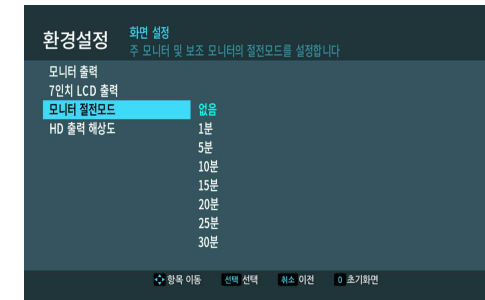 환경설정
화면 설정
주 모니터 및 보조 모니터의 절전모드를 설정합니다
모니터 출력
7인치 LCD 출력
모니터 절전모드
HD 출력 해상도
없음
1분
5분
10분
15분
20분
25분
30분
항목 이동 선택 선택 취소 이전 0 초기화면